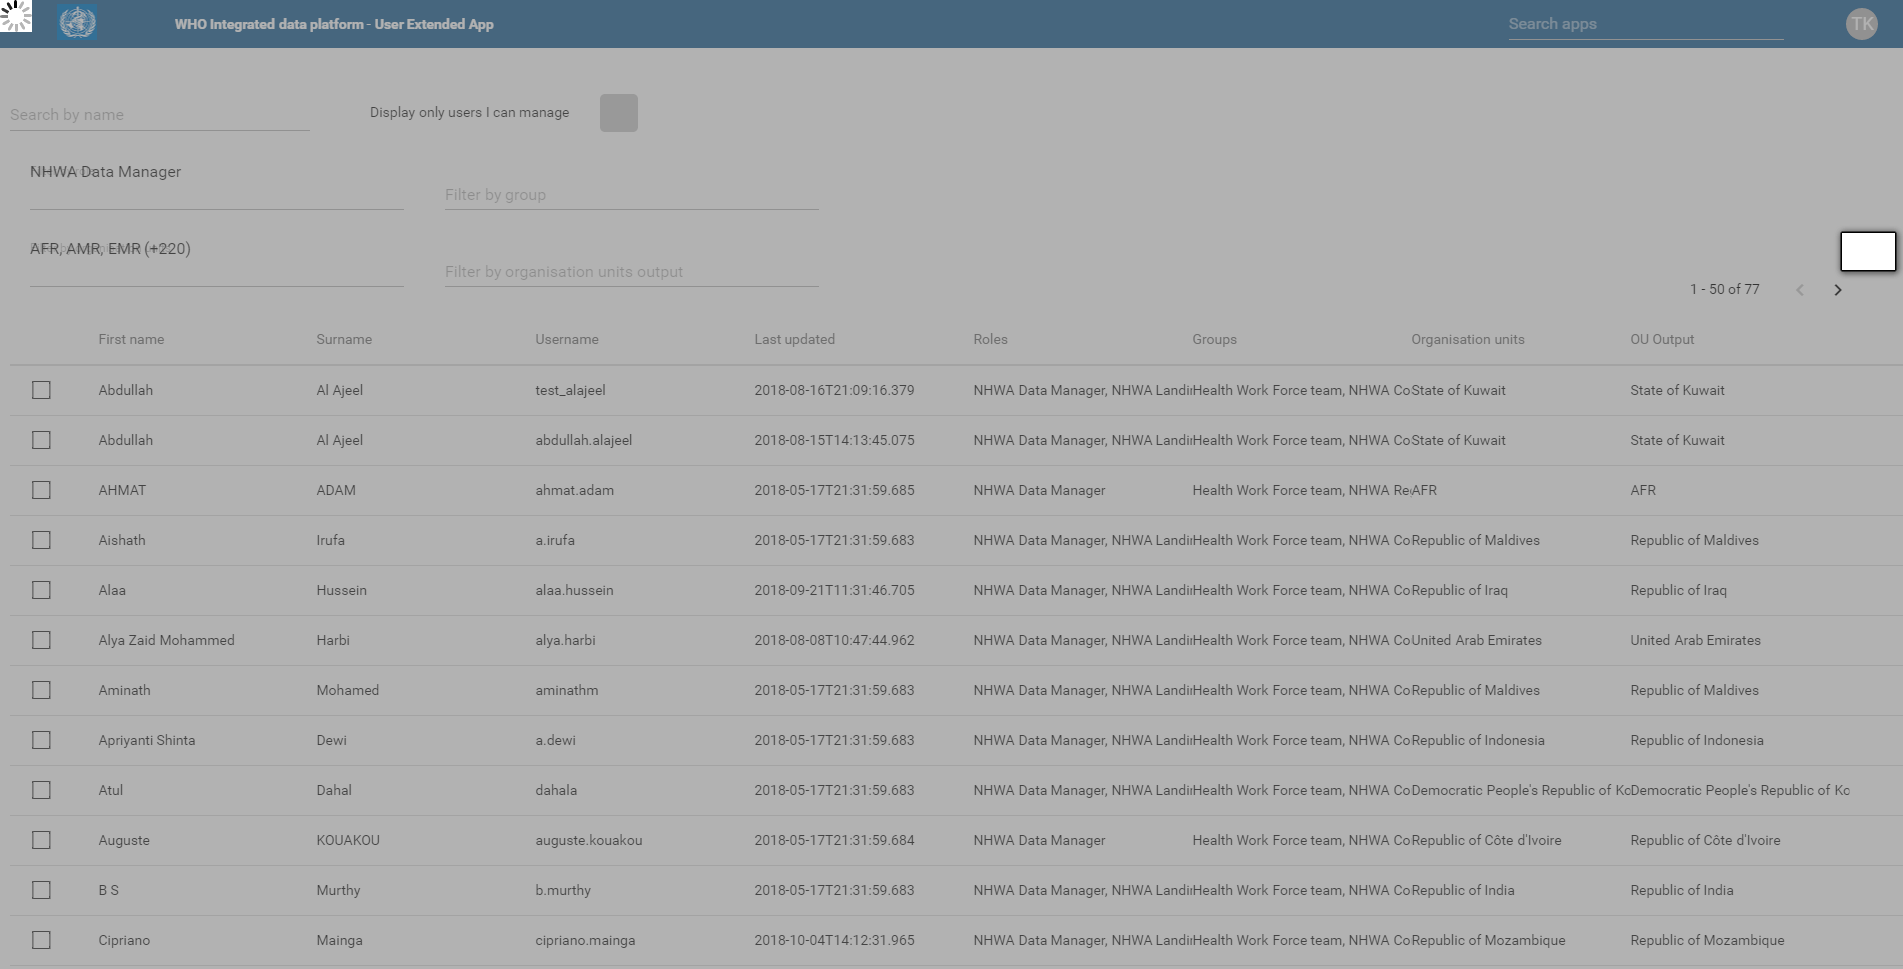 WHO Integrated data platform - User Extended App
Search apps
TK
Search by name
Display only users I can manage
NHWA Data Manager
Filter by group
AFR, AMR, EMR (+220)
Filter by organisation units output
1 - 50 of 77
First name Surname Username Last updated Roles Groups Organisation units OU Output
Abdullah Al Ajeel test_alajeel 2018-08-16T21:09:16.379 NHWA Data Manager, NHWA Landin Health Work Force team, NHWA Co State of Kuwait State of Kuwait
Abdullah Al Ajeel abdullah.alajeel 2018-08-15T14:13:45.075 NHWA Data Manager, NHWA Landin Health Work Force team, NHWA Co State of Kuwait State of Kuwait
AHMAT ADAM ahmat.adam 2018-05-17T21:31:59.685 NHWA Data Manager Health Work Force team, NHWA Re AFR AFR
Aishath Irufa a.irufa 2018-05-17T21:31:59.683 NHWA Data Manager, NHWA Landin Health Work Force team, NHWA Co Republic of Maldives Republic of Maldives
Alaa Hussein alaa.hussein 2018-09-21T11:31:46.705 NHWA Data Manager, NHWA Landin Health Work Force team, NHWA Co Republic of Iraq Republic of Iraq
Alya Zaid Mohammed Harbi alya.harbi 2018-08-08T10:47:44.962 NHWA Data Manager, NHWA Landin Health Work Force team, NHWA Co United Arab Emirates United Arab Emirates
Aminath Mohamed aminathm 2018-05-17T21:31:59.683 NHWA Data Manager, NHWA Landin Health Work Force team, NHWA Co Republic of Maldives Republic of Maldives
Apriyanti Shinta Dewi a.dewi 2018-05-17T21:31:59.683 NHWA Data Manager, NHWA Landin Health Work Force team, NHWA Co Republic of Indonesia Republic of Indonesia
Atul Dahal dahala 2018-05-17T21:31:59.683 NHWA Data Manager, NHWA Landin Health Work Force team, NHWA Co Democratic People's Republic of Kc Democratic People's Republic of Kc
Auguste KOUAKOU auguste.kouakou 2018-05-17T21:31:59.684 NHWA Data Manager Health Work Force team, NHWA Co Republic of Côte d'Ivoire Republic of Côte d'Ivoire
B S Murthy b.murthy 2018-05-17T21:31:59.683 NHWA Data Manager, NHWA Landin Health Work Force team, NHWA Co Republic of India Republic of India
Cipriano Mainga cipriano.mainga 2018-10-04T14:12:31.965 NHWA Data Manager, NHWA Landin Health Work Force team, NHWA Co Republic of Mozambique Republic of Mozambique